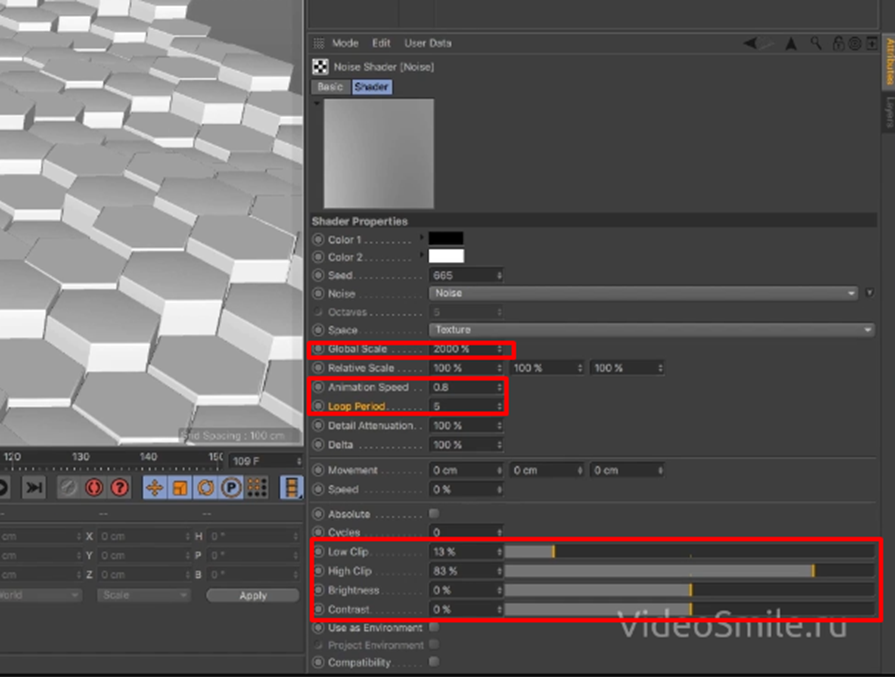 Mode Edit User Data
Attributes
Layers
Noise Shader [Noise]
Basic Shader
Shader Properties
Color 1
Color 2
Seed 665
Noise Noise
Octaves 5
Space Texture
Global Scale 2000 %
Relative Scale 100 % 100 % 100 %
Animation Speed 0.8
Loop Period 5
Detail Attenuation 100 %
Delta 100 %
Movement 0 cm 0 cm 0 cm
Speed 0 %
Absolute
Cycles 0
Low Clip 13 %
High Clip 83 %
Brightness 0 %
Contrast 0 %
Use as Environment
Project Environment
Compatibility
Spacing : 100 cm
120 130 140 109 F
P
-- -- --
cm X 0 cm H 0 °
cm Y 0 cm P 0 °
cm Z 0 cm B 0 °
Scale Apply
VideoSmile.ru